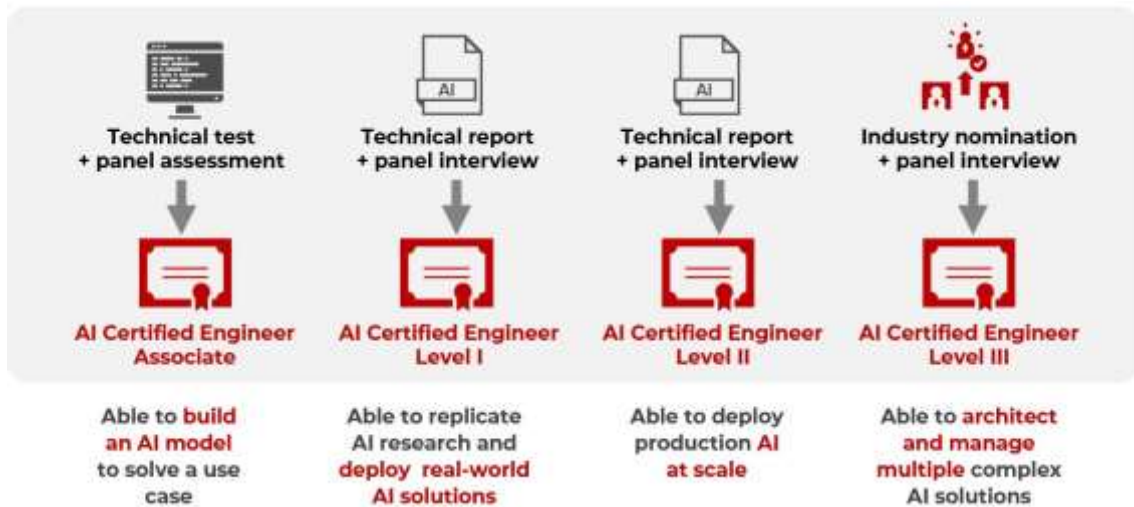 Technical test
+ panel assessment
AI Certified Engineer
Associate
Able to build
an AI model
to solve a use
case
AI
Technical report
+ panel interview
AI Certified Engineer
Level I
Able to replicate
AI research and
deploy real-world
AI solutions
AI
Technical report
+ panel interview
AI Certified Engineer
Level II
Able to deploy
production AI
at scale
Industry nomination
+ panel interview
AI Certified Engineer
Level III
Able to architect
and manage
multiple complex
AI solutions